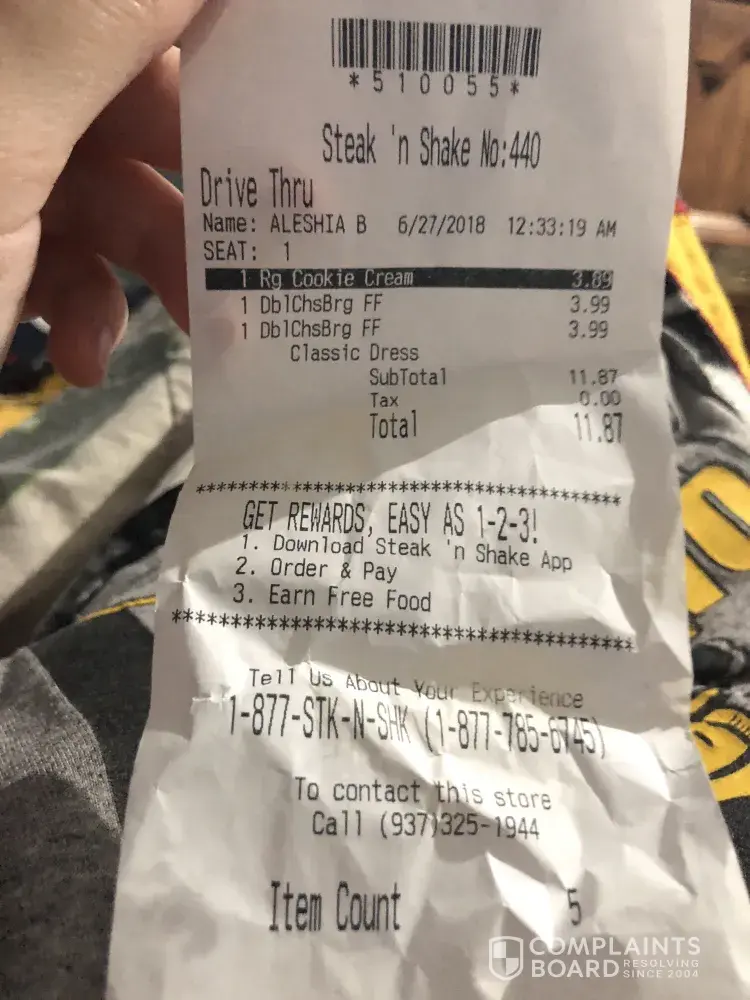 *510055*
Steak 'n Shake No:440
Drive Thru
Name: ALESHIA B 6/27/2018 12:33:19 AM
SEAT: 1
1 Rg Cookie Cream 3.89
1 DblChsBrg FF 3.99
1 DblChsBrg FF 3.99
Classic Dress
SubTotal 11.87
Tax 0.00
Total 11.87
****************************************
GET REWARDS, EASY AS 1-2-3!
1. Download Steak 'n Shake App
2. Order & Pay
3. Earn Free Food
****************************************
Tell Us About Your Experience
1-877-STK-N-SHK (1-877-785-6745)
To contact this store
Call (937)325-1944
Item Count 5
COMPLAINTS
BOARD RESOLVING SINCE 2004